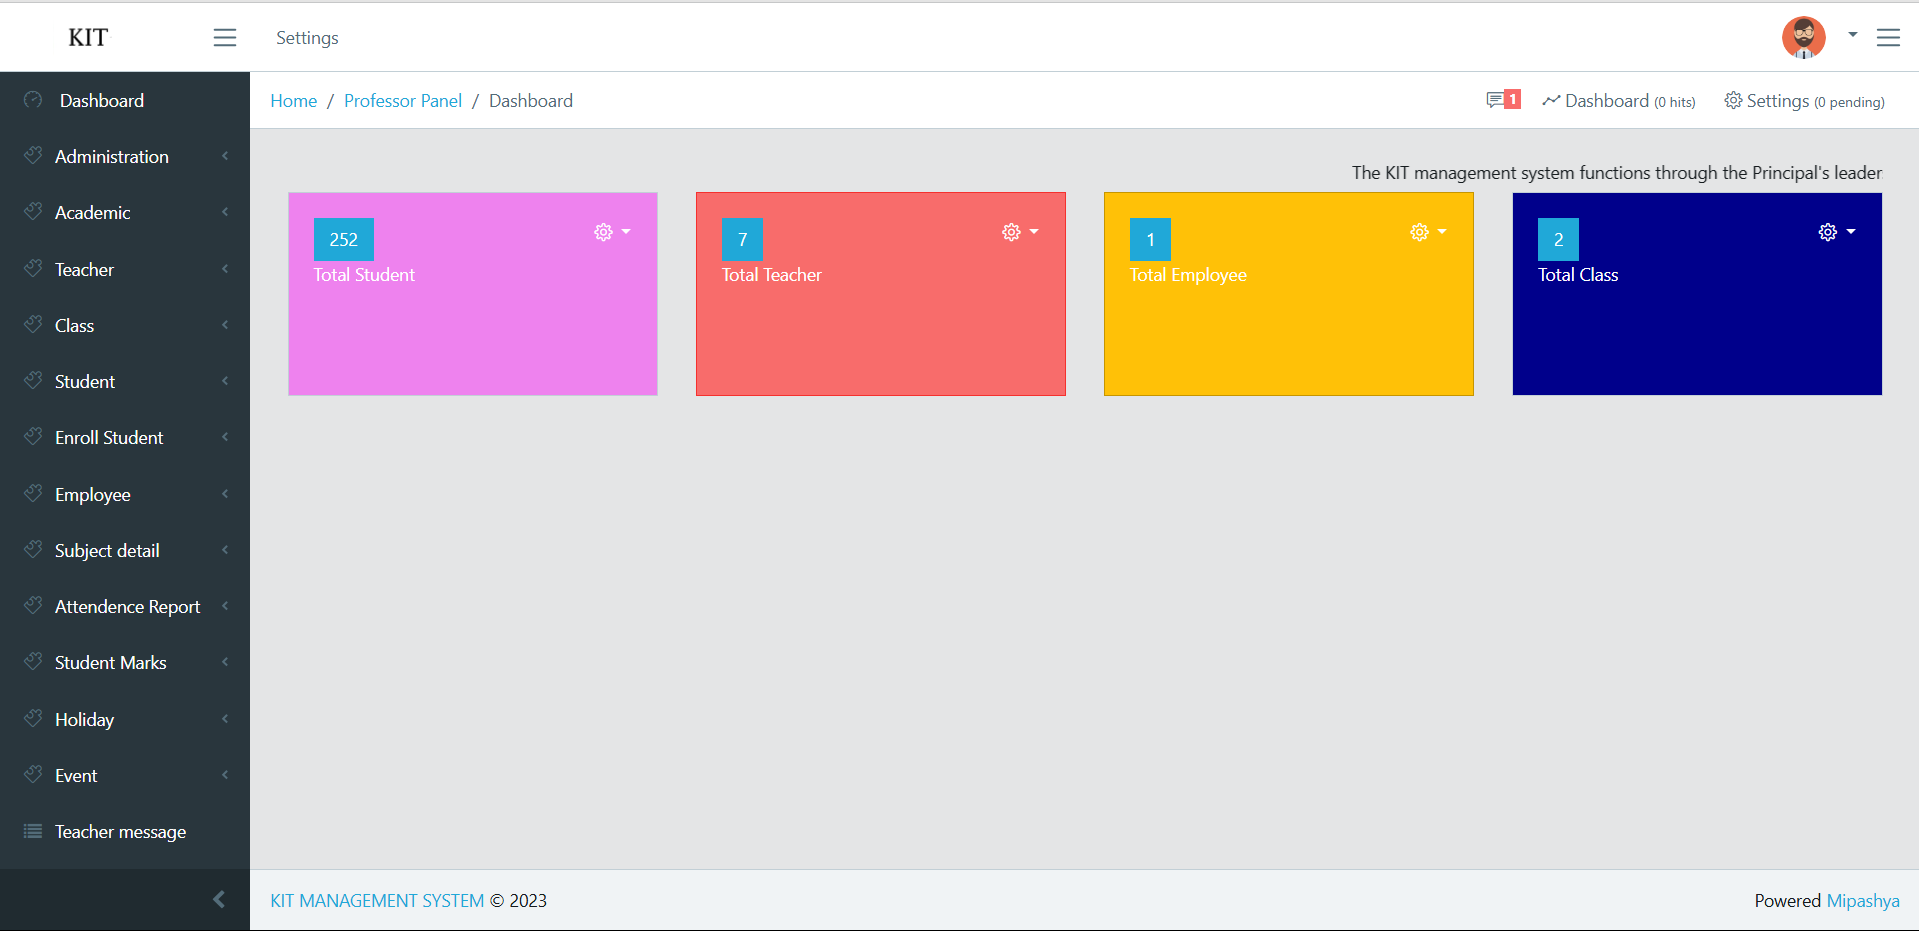 KIT
Settings
Dashboard
Administration
Academic
Teacher
Class
Student
Enroll Student
Employee
Subject detail
Attendence Report
Student Marks
Holiday
Event
Teacher message
Home / Professor Panel / Dashboard
1
Dashboard (0 hits)
Settings (0 pending)
The KIT management system functions through the Principal's leader
252
Total Student
7
Total Teacher
1
Total Employee
2
Total Class
KIT MANAGEMENT SYSTEM © 2023
Powered Mipashya